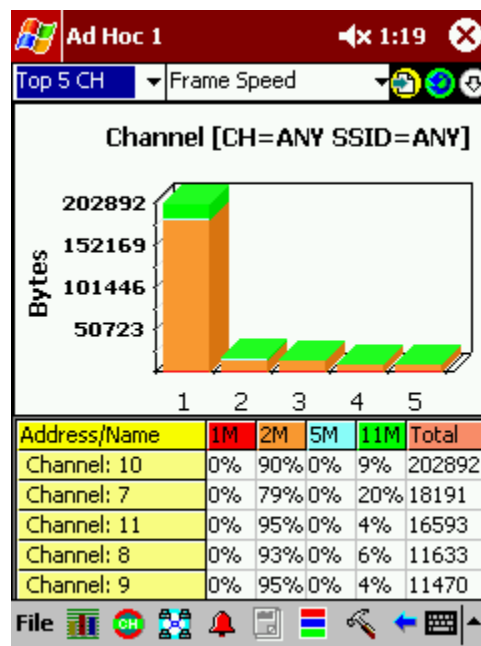 Ad Hoc 1 1:19
Top 5 CH Frame Speed
Channel [CH=ANY SSID=ANY]
Bytes
202892
152169
101446
50723
1 2 3 4 5
Address/Name 1M 2M 5M 11M Total
Channel: 10 0% 90% 0% 9% 202892
Channel: 7 0% 79% 0% 20% 18191
Channel: 11 0% 95% 0% 4% 16593
Channel: 8 0% 93% 0% 6% 11633
Channel: 9 0% 95% 0% 4% 11470
File CH